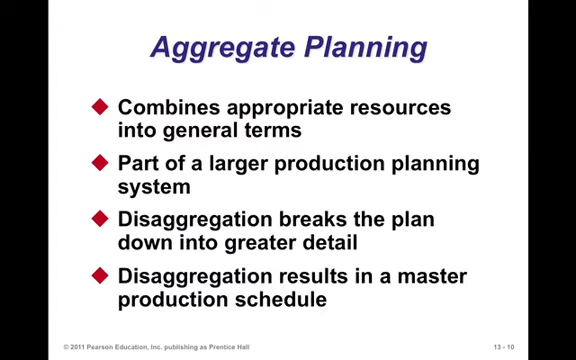 Aggregate Planning
Combines appropriate resources
into general terms
Part of a larger production planning
system
Disaggregation breaks the plan
down into greater detail
Disaggregation results in a master
production schedule
© 2011 Pearson Education, Inc. publishing as Prentice Hall
13 - 10